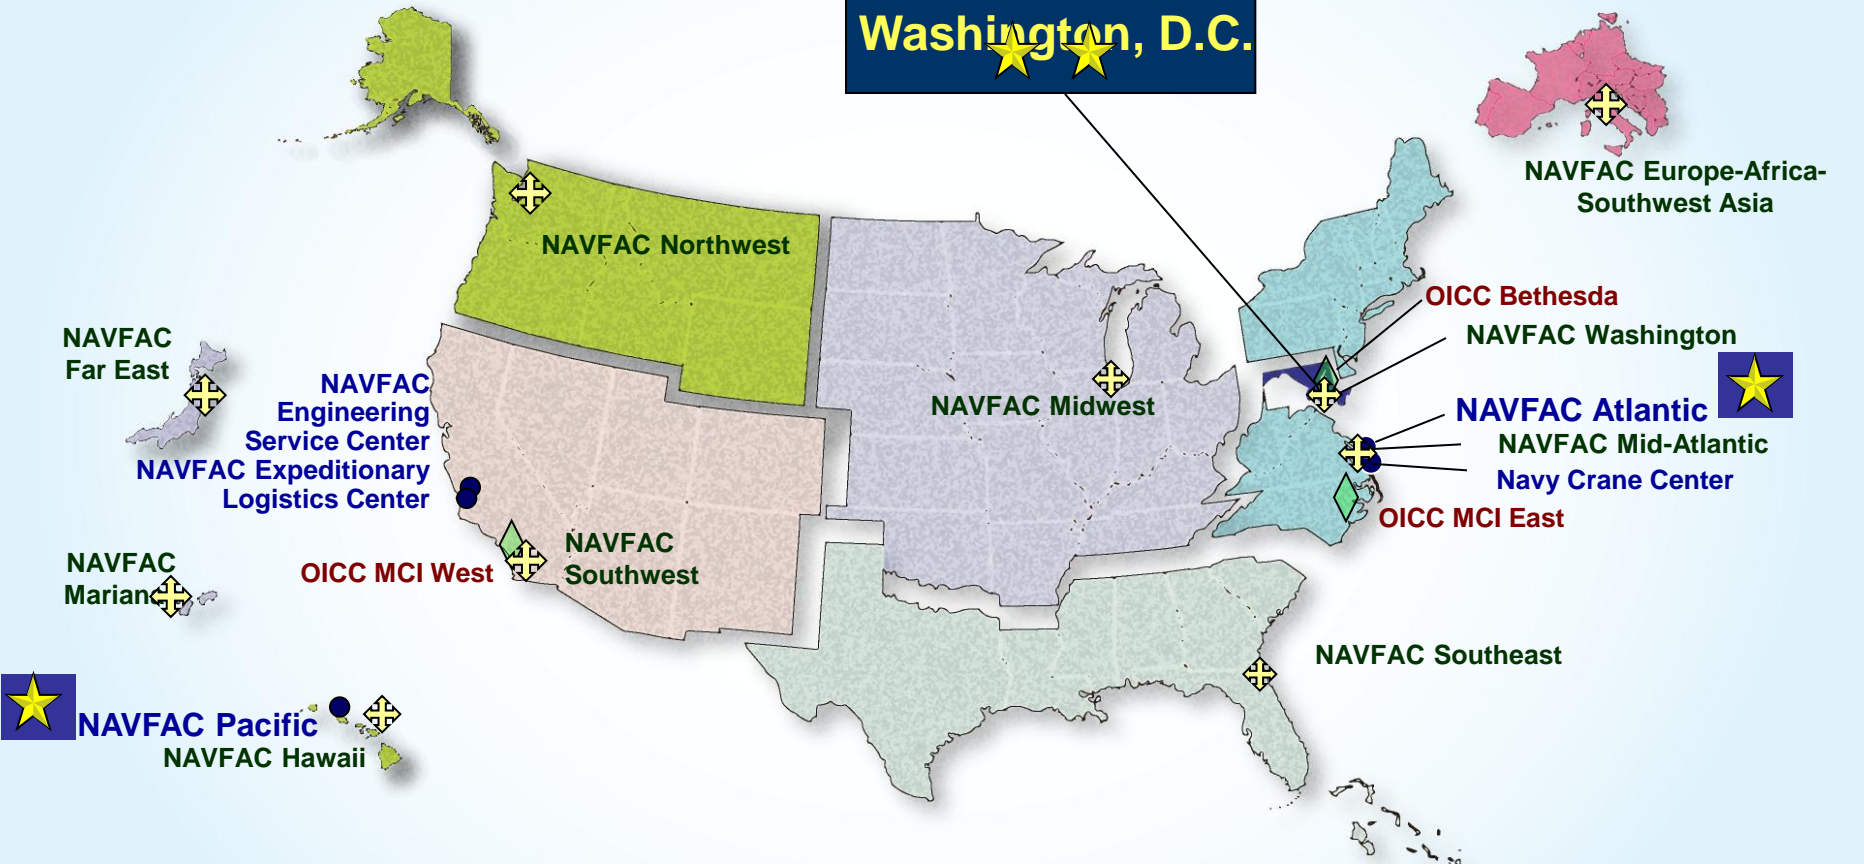 Washington, D.C.
NAVFAC Europe-Africa-
Southwest Asia
NAVFAC Northwest
OICC Bethesda
NAVFAC Washington
NAVFAC
Far East
NAVFAC
Engineering
Service Center
NAVFAC Expeditionary
Logistics Center
NAVFAC Midwest
NAVFAC Atlantic
NAVFAC Mid-Atlantic
Navy Crane Center
OICC MCI East
NAVFAC
Southwest
OICC MCI West
NAVFAC
NAVFAC Southeast
NAVFAC Pacific
NAVFAC Hawaii